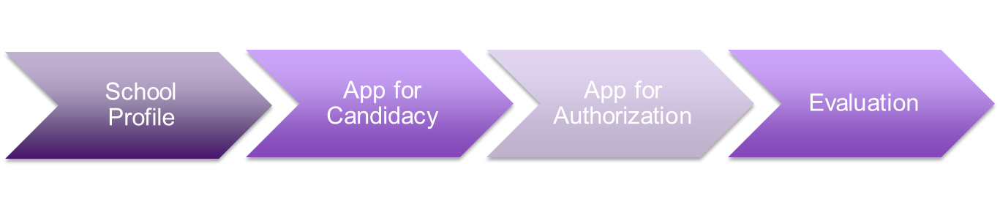 School
Profile
App for
Candidacy
App for
Authorization
Evaluation